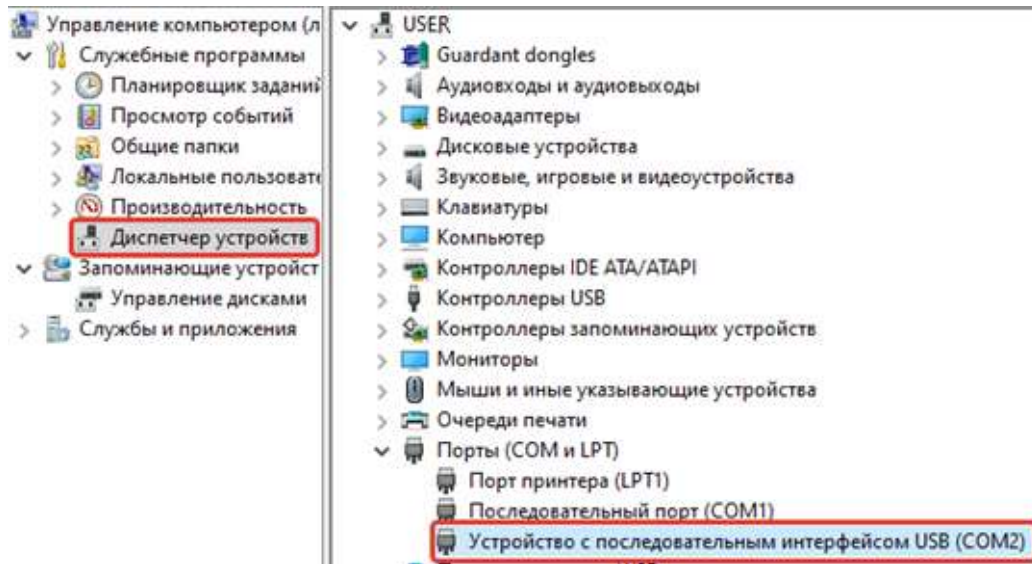 Управление компьютером (л
Служебные программы
Планировщик заданий
Просмотр событий
Общие папки
Локальные пользовате
Производительность
Диспетчер устройств
Запоминающие устройст
Управление дисками
Службы и приложения
USER
Guardant dongles
Аудиовходы и аудиовыходы
Видеоадаптеры
Дисковые устройства
Звуковые, игровые и видеоустройства
Клавиатуры
Компьютер
Контроллеры IDE ATA/ATAPI
Контроллеры USB
Контроллеры запоминающих устройств
Мониторы
Мыши и иные указывающие устройства
Очереди печати
Порты (COM и LPT)
Порт принтера (LPT1)
Последовательный порт (COM1)
Устройство с последовательным интерфейсом USB (COM2)